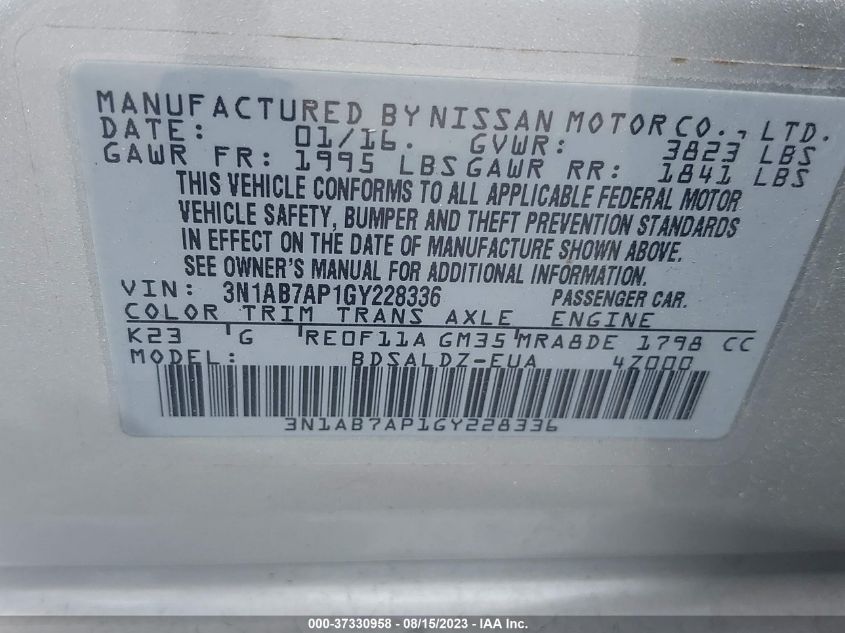 MANUFACTURED BY NISSAN MOTOR CO., LTD.
DATE: 01/16. GVWR: 3823 LBS
GAWR FR: 1995 LBS GAWR RR: 1841 LBS
THIS VEHICLE CONFORMS TO ALL APPLICABLE FEDERAL MOTOR
VEHICLE SAFETY, BUMPER AND THEFT PREVENTION STANDARDS
IN EFFECT ON THE DATE OF MANUFACTURE SHOWN ABOVE.
SEE OWNER'S MANUAL FOR ADDITIONAL INFORMATION.
VIN: 3N1AB7AP1GY228336 PASSENGER CAR.
COLOR TRIM TRANS AXLE ENGINE
K23 G RE0F11A GM35 MRA8DE 1798 CC
MODEL: BDSALDZ-EUA 4Z000
3N1AB7AP1GY228336
000-37330958 - 08/15/2023 - IAA Inc.